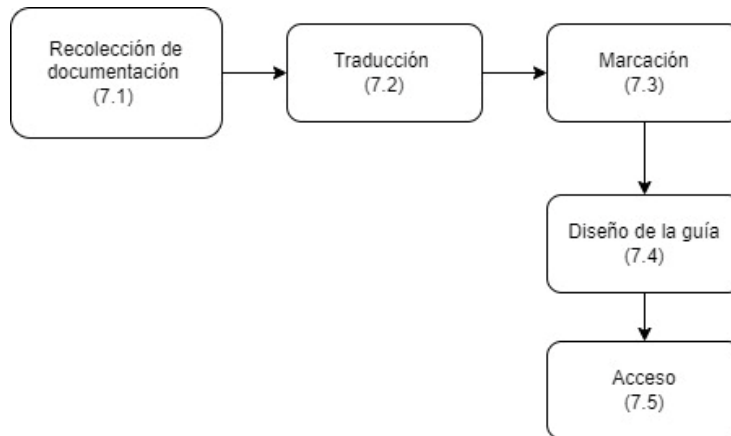 Recolección de
documentación
(7.1)
Traducción
(7.2)
Marcación
(7.3)
Diseño de la guía
(7.4)
Acceso
(7.5)